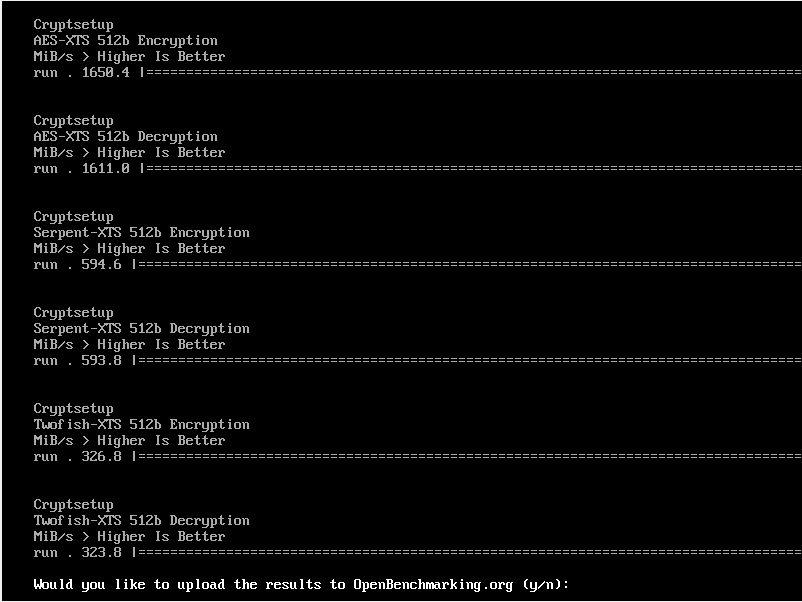 Cryptsetup
AES-XTS 512b Encryption
MiB/s > Higher Is Better
run . 1650.4 |==================================================================================
Cryptsetup
AES-XTS 512b Decryption
MiB/s > Higher Is Better
run . 1611.0 |==================================================================================
Cryptsetup
Serpent-XTS 512b Encryption
MiB/s > Higher Is Better
run . 594.6 |===================================================================================
Cryptsetup
Serpent-XTS 512b Decryption
MiB/s > Higher Is Better
run . 593.8 |===================================================================================
Cryptsetup
Twofish-XTS 512b Encryption
MiB/s > Higher Is Better
run . 326.8 |===================================================================================
Cryptsetup
Twofish-XTS 512b Decryption
MiB/s > Higher Is Better
run . 323.8 |===================================================================================
Would you like to upload the results to OpenBenchmarking.org (y/n):